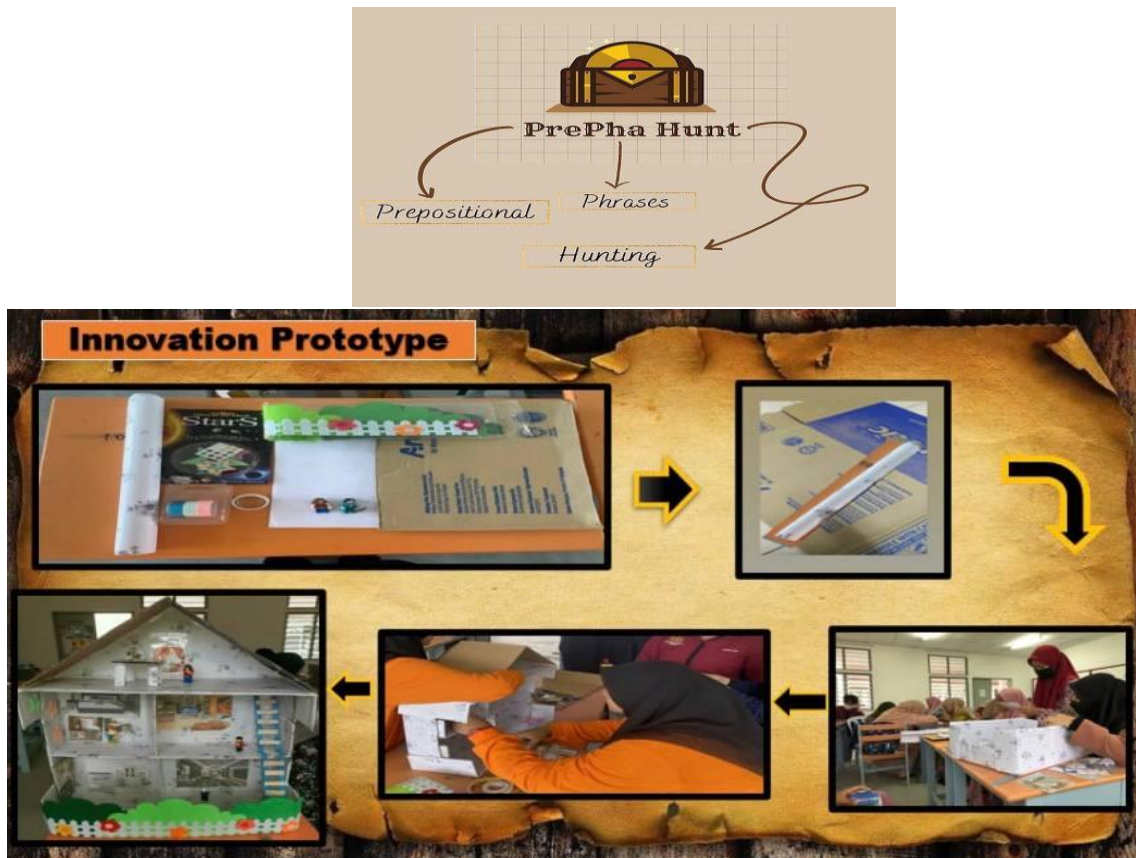 PrePha Hunt
Prepositional
Phrases
Hunting
Innovation Prototype
StarS